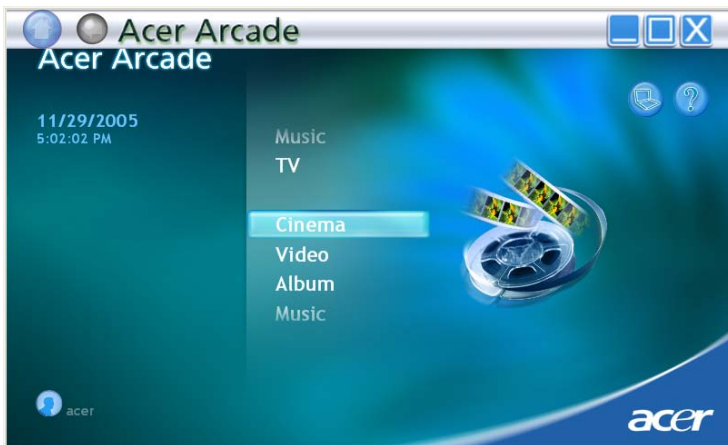 Acer Arcade
Acer Arcade
11/29/2005
5:02:02 PM
Music
TV
Cinema
Video
Album
Music
acer
acer